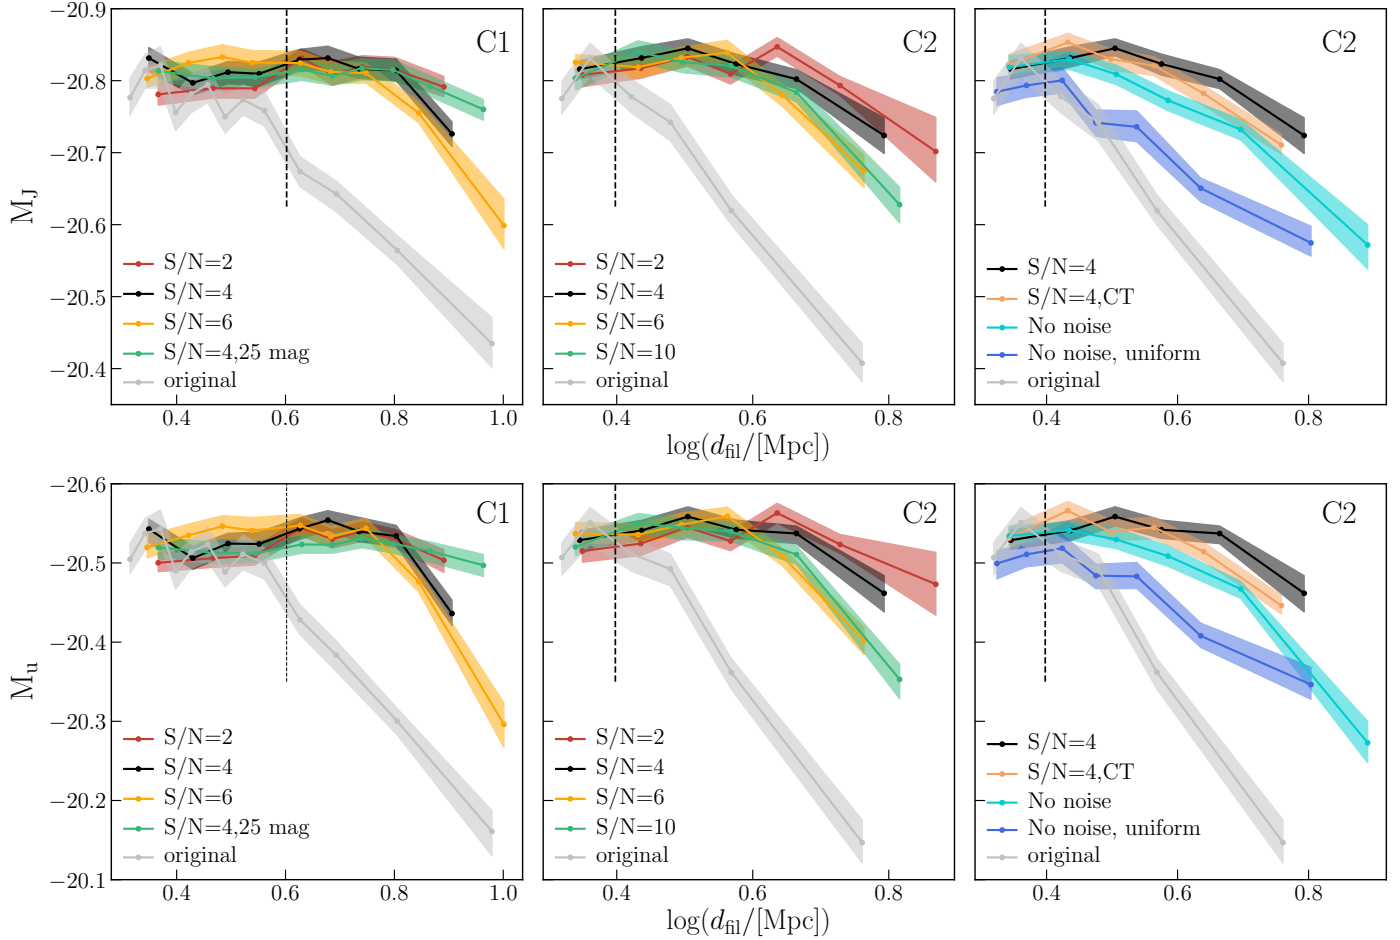 −20.9
−20.8
−20.7
−20.6
−20.5
−20.4
M_J
C1
S/N=2
S/N=4
S/N=6
S/N=4,25 mag
original
0.4
0.6
0.8
1.0
C2
S/N=2
S/N=4
S/N=6
S/N=10
original
0.4
0.6
0.8
C2
S/N=4
S/N=4,CT
No noise
No noise, uniform
original
0.4
0.6
0.8
log(d_fil/[Mpc])
−20.6
−20.5
−20.4
−20.3
−20.2
−20.1
M_u
C1
S/N=2
S/N=4
S/N=6
S/N=4,25 mag
original
0.4
0.6
0.8
1.0
C2
S/N=2
S/N=4
S/N=6
S/N=10
original
0.4
0.6
0.8
C2
S/N=4
S/N=4,CT
No noise
No noise, uniform
original
0.4
0.6
0.8
log(d_fil/[Mpc])